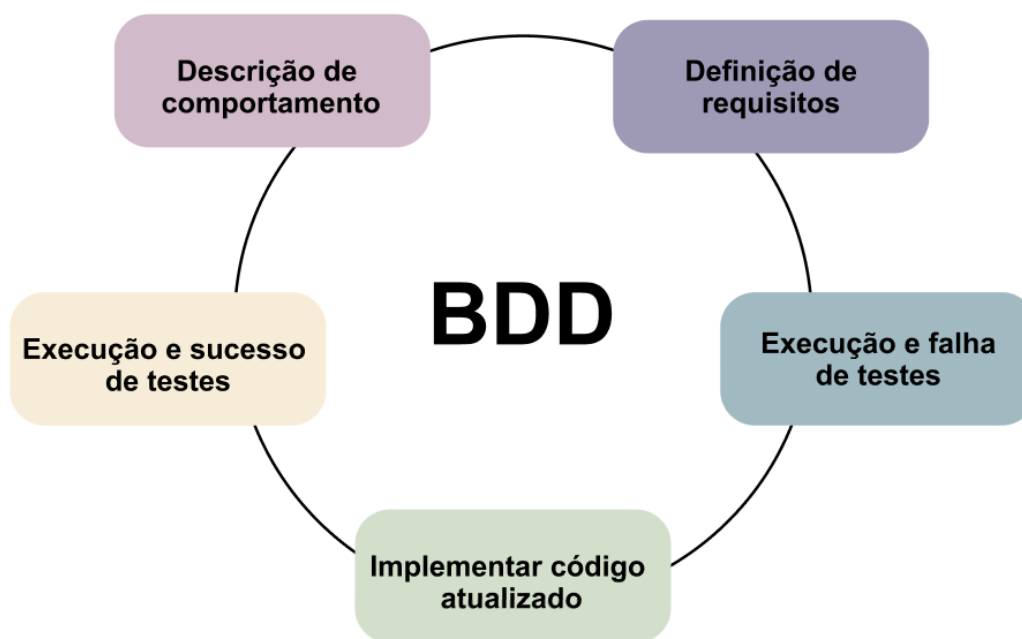 Descrição de
comportamento
Definição de
requisitos
BDD
Execução e sucesso
de testes
Execução e falha
de testes
Implementar código
atualizado